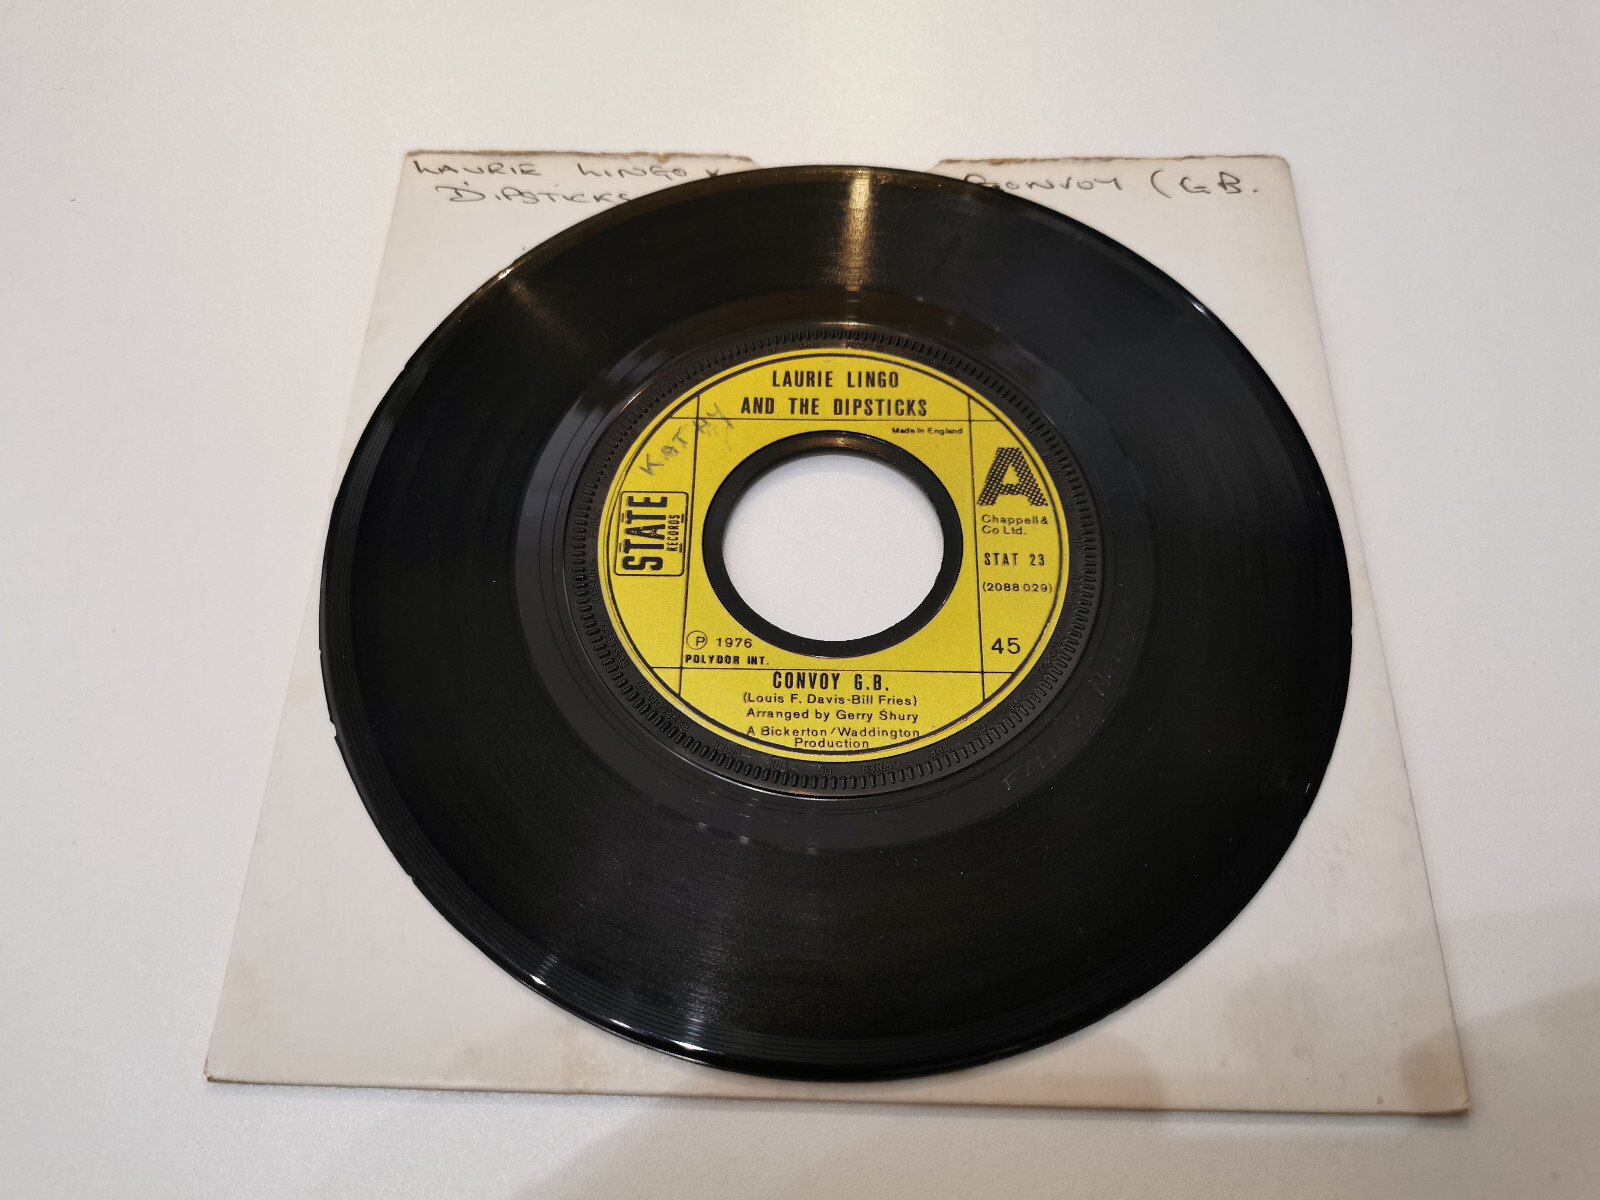 LAURIE LINGO
DIPSTICKS
CONVOY (G.B.
LAURIE LINGO
AND THE DIPSTICKS
Made in England
KATHY
STATE
RECORDS
A
Chappell &
Co Ltd.
STAT 23
(2088 029)
45
℗ 1976
POLYDOR INT.
CONVOY G.B.
(Louis F. Davis-Bill Fries)
Arranged by Gerry Shury
A Bickerton/Waddington
Production